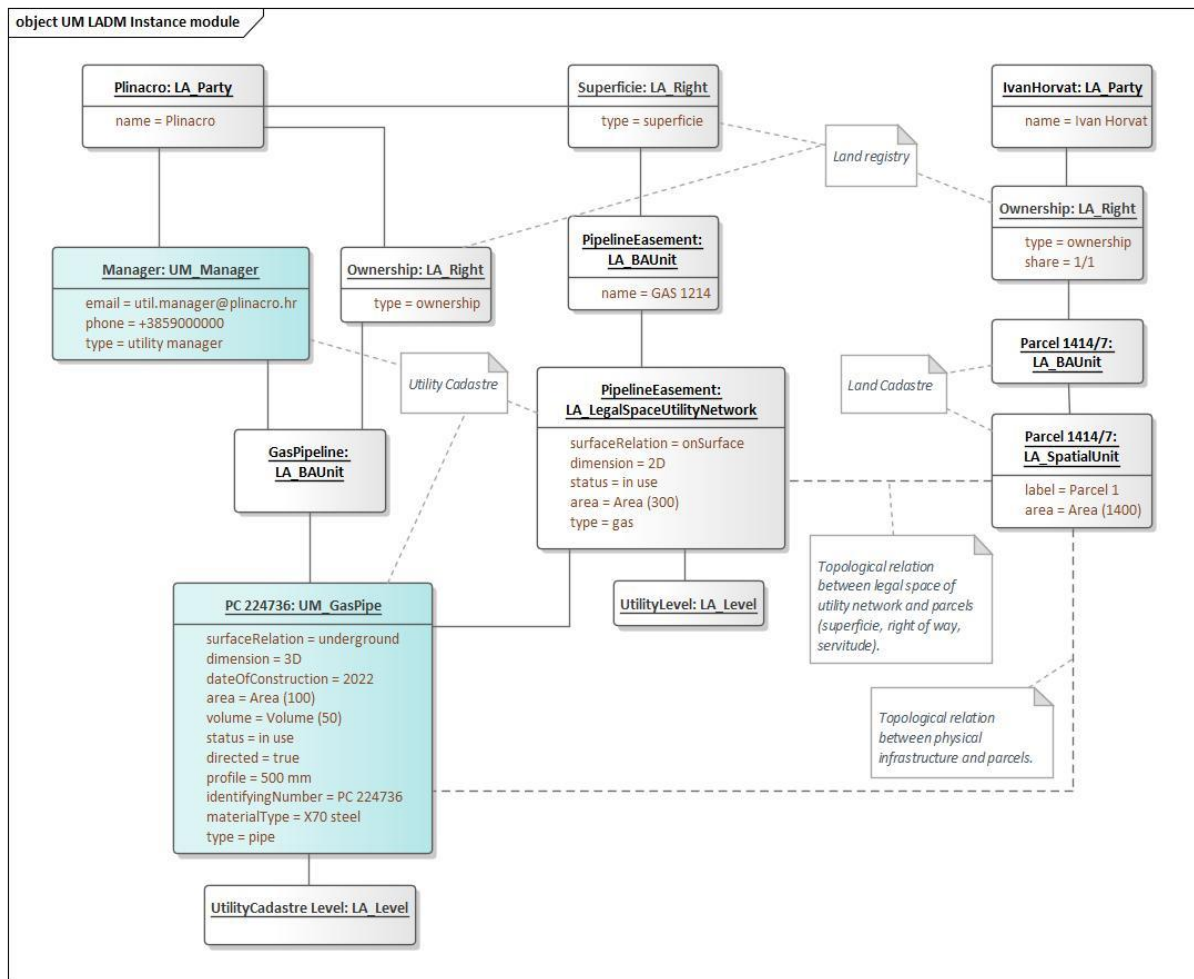 object UM LADM Instance module
Plinacro: LA_Party
name = Plinacro
Superficie: LA_Right
type = superficie
IvanHorvat: LA_Party
name = Ivan Horvat
Land registry
Ownership: LA_Right
type = ownership
share = 1/1
PipelineEasement:
LA_BAUnit
name = GAS 1214
Manager: UM_Manager
email = util.manager@plinacro.hr
phone = +3859000000
type = utility manager
Ownership: LA_Right
type = ownership
Parcel 1414/7:
LA_BAUnit
Utility Cadastre
Land Cadastre
PipelineEasement:
LA_LegalSpaceUtilityNetwork
surfaceRelation = onSurface
dimension = 2D
status = in use
area = Area (300)
type = gas
Parcel 1414/7:
LA_SpatialUnit
label = Parcel 1
area = Area (1400)
GasPipeline:
LA_BAUnit
Topological relation
between legal space of
utility network and parcels
(superficie, right of way,
servitude).
UtilityLevel: LA_Level
PC 224736: UM_GasPipe
surfaceRelation = underground
dimension = 3D
dateOfConstruction = 2022
area = Area (100)
volume = Volume (50)
status = in use
directed = true
profile = 500 mm
identifyingNumber = PC 224736
materialType = X70 steel
type = pipe
Topological relation
between physical
infrastructure and parcels.
UtilityCadastre Level: LA_Level